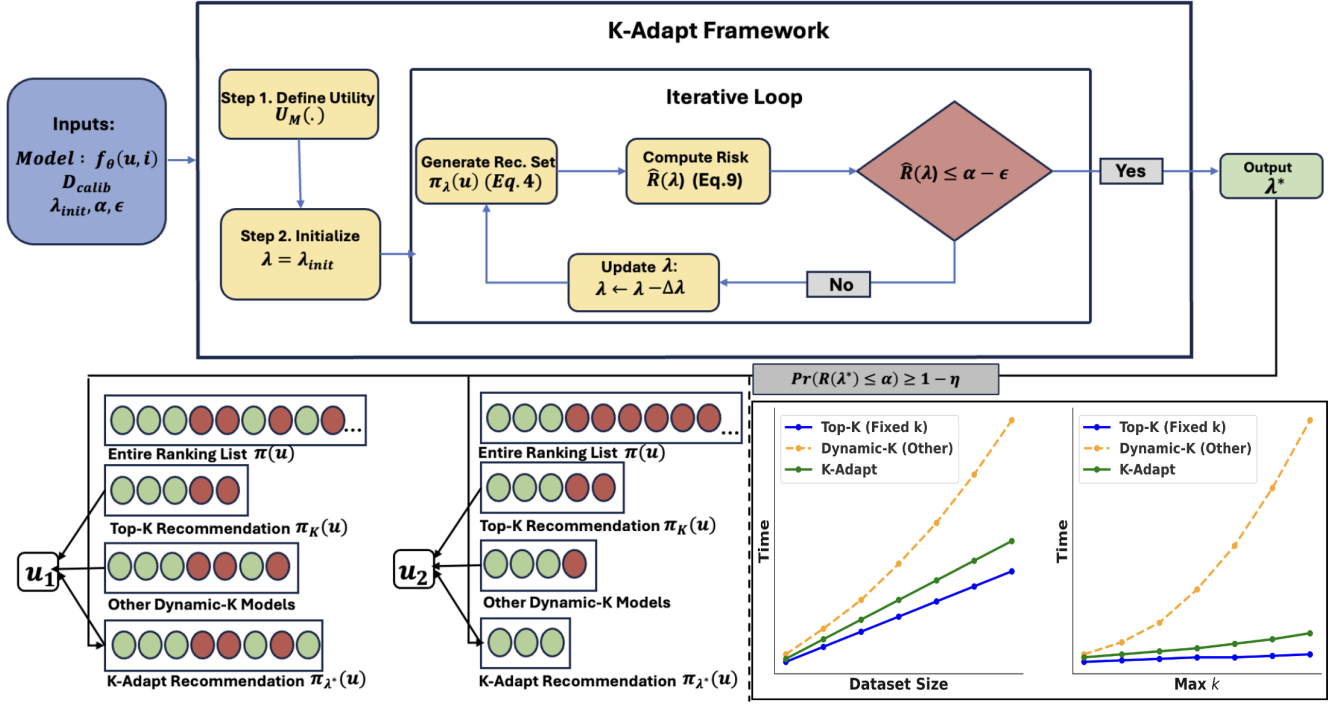 K-Adapt Framework
Inputs:
Model : f_θ(u, i)
D_calib
λ_init, α, ϵ
Step 1. Define Utility
U_M(.)
Step 2. Initialize
λ = λ_init
Iterative Loop
Generate Rec. Set
π_λ(u) (Eq. 4)
Compute Risk
R̂(λ) (Eq.9)
R̂(λ) ≤ α − ϵ
Yes
Output
λ*
Update λ:
λ ← λ −Δλ
No
Pr(R(λ*) ≤ α) ≥ 1 − η
...
Entire Ranking List π(u)
Top-K Recommendation π_K(u)
u_1
Other Dynamic-K Models
K-Adapt Recommendation π_λ*(u)
...
Entire Ranking List π(u)
Top-K Recommendation π_K(u)
u_2
Other Dynamic-K Models
K-Adapt Recommendation π_λ*(u)
Top-K (Fixed k)
Dynamic-K (Other)
K-Adapt
Time
Dataset Size
Top-K (Fixed k)
Dynamic-K (Other)
K-Adapt
Time
Max k